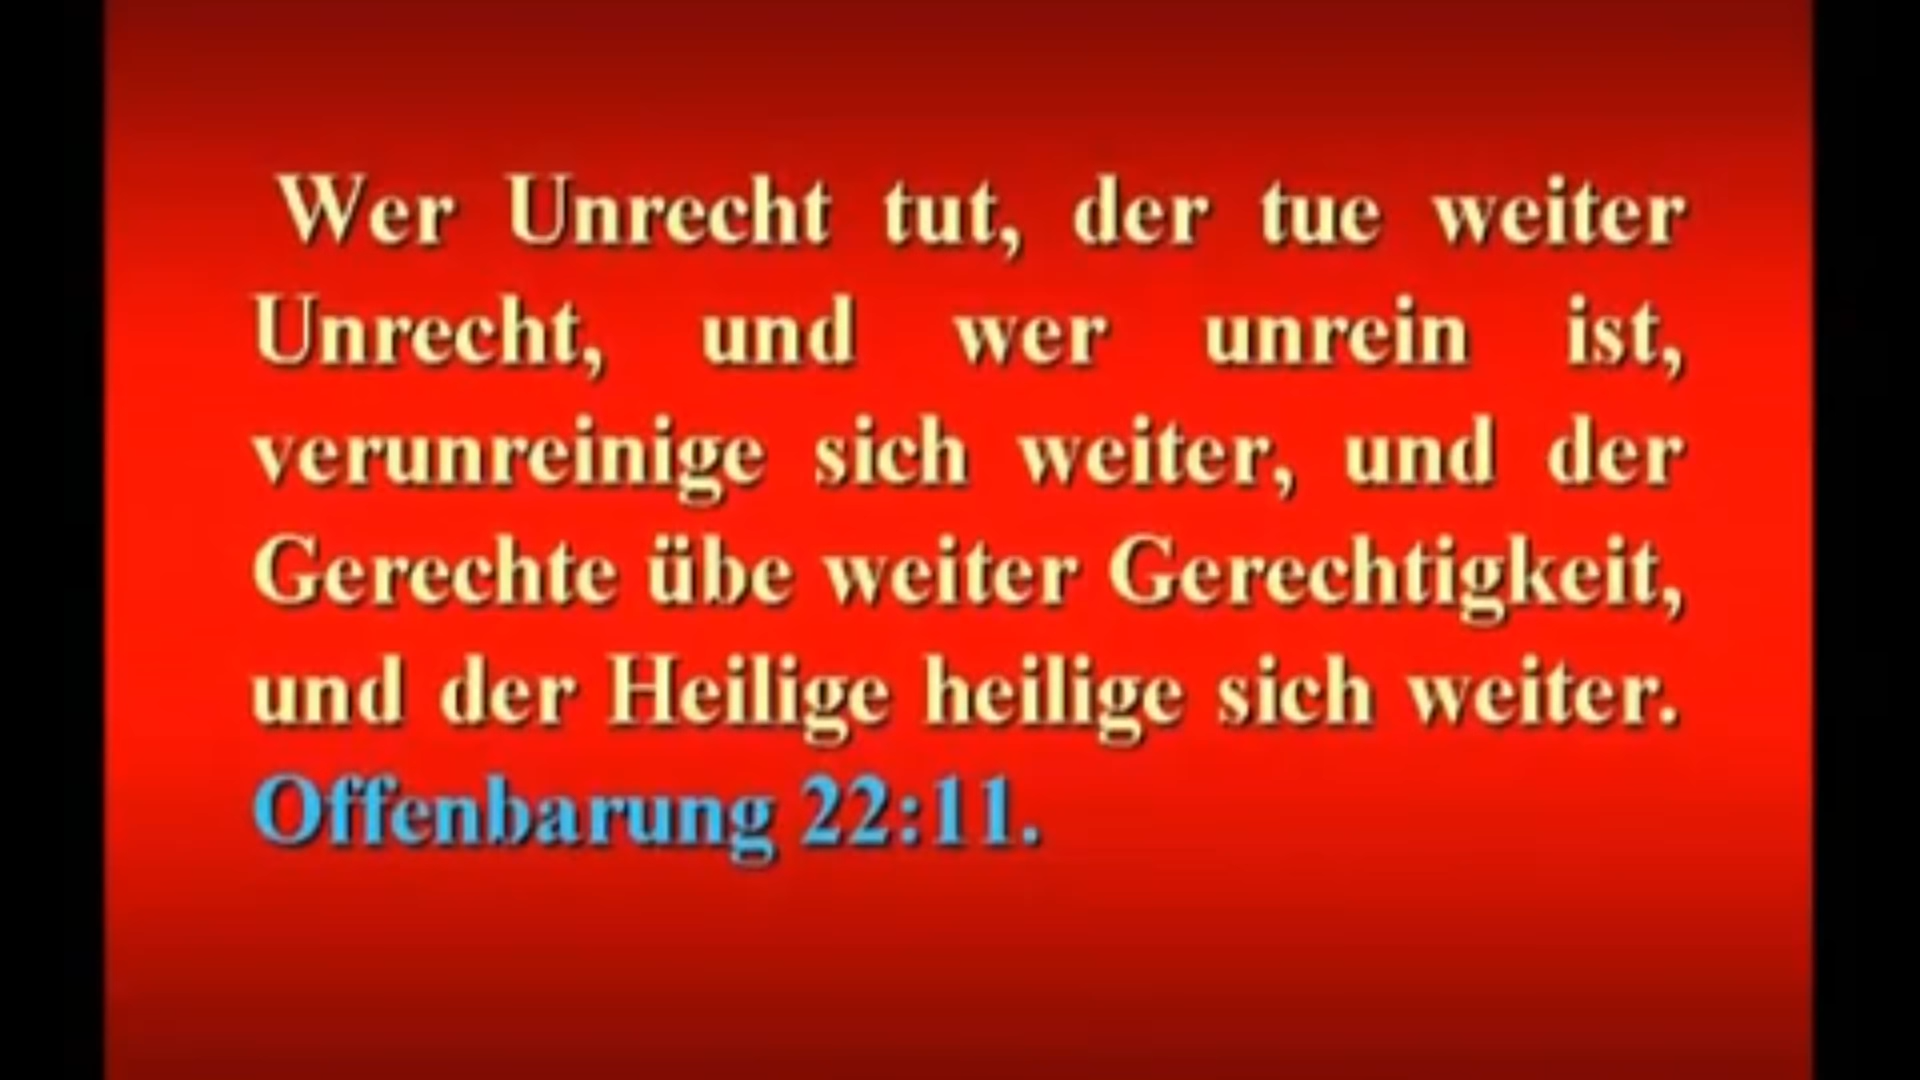 Wer Unrecht tut, der tue weiter
Unrecht, und wer unrein ist,
verunreinige sich weiter, und der
Gerechte übe weiter Gerechtigkeit,
und der Heilige heilige sich weiter.
Offenbarung 22:11.